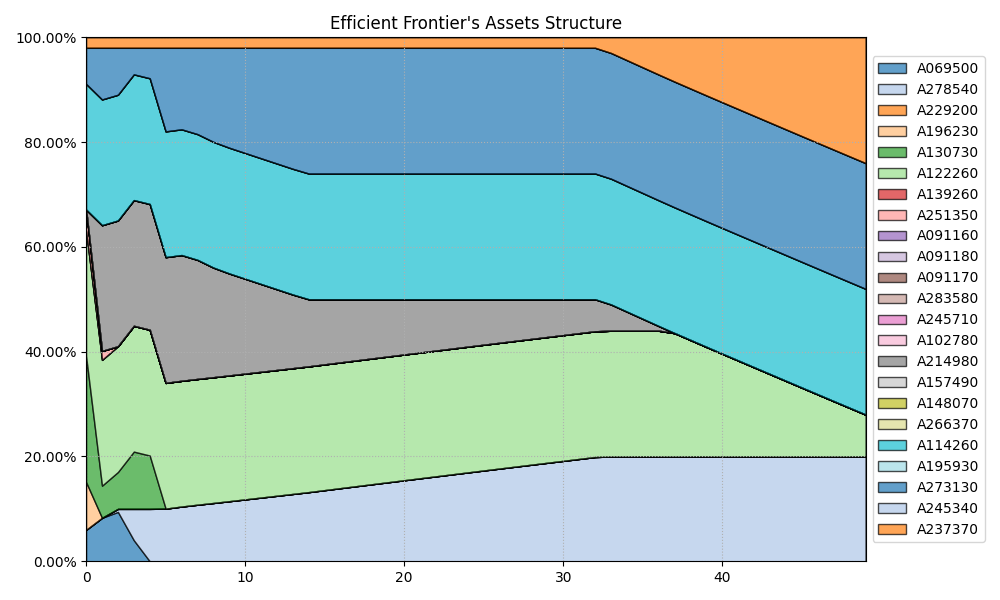 Efficient Frontier's Assets Structure
100.00%
80.00%
60.00%
40.00%
20.00%
0.00%
0
10
20
30
40
A069500
A278540
A229200
A196230
A130730
A122260
A139260
A251350
A091160
A091180
A091170
A283580
A245710
A102780
A214980
A157490
A148070
A266370
A114260
A195930
A273130
A245340
A237370